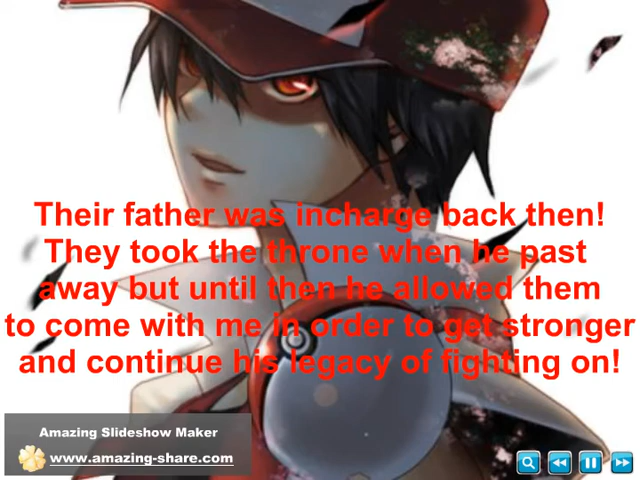 Their father was incharge back then!
They took the throne when he past
away but until then he allowed them
to come with me in order to get stronger
and continue his legacy of fighting on!
Amazing Slideshow Maker
www.amazing-share.com